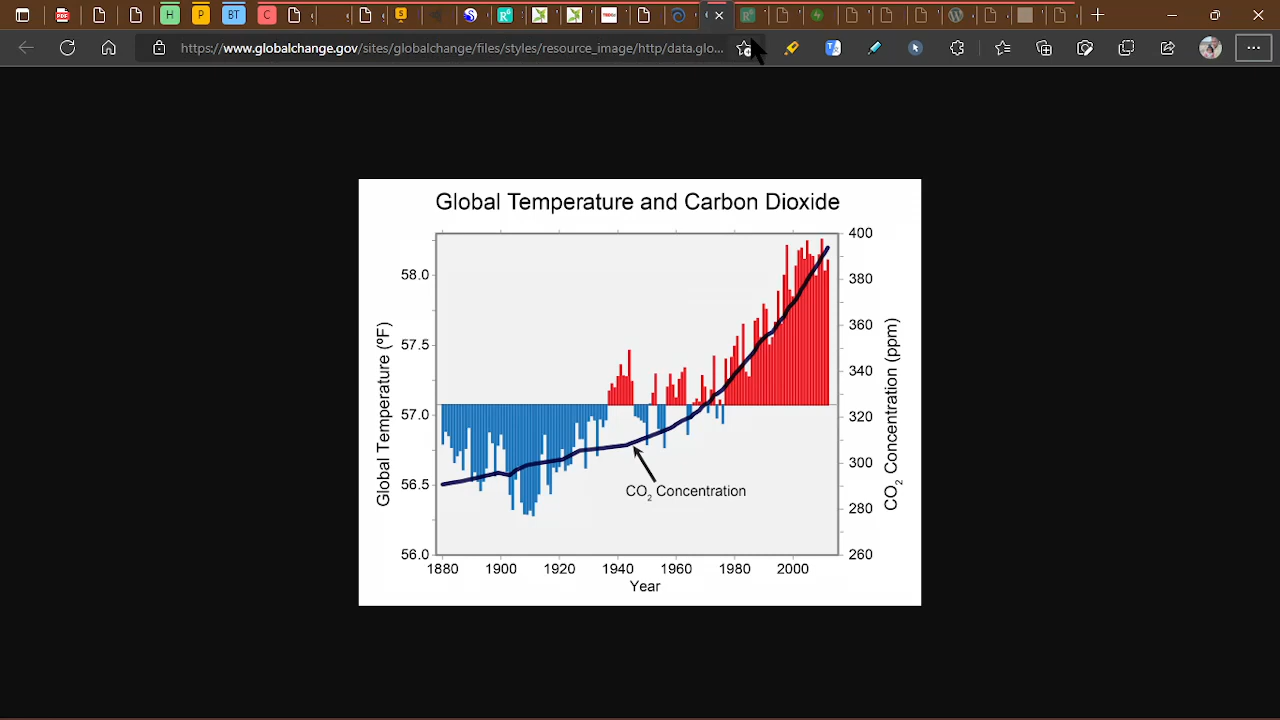 H P BT C S S R
https://www.globalchange.gov/sites/globalchange/files/styles/resource_image/http/data.glo...
Global Temperature and Carbon Dioxide
Global Temperature (ºF)
58.0
57.5
57.0
56.5
56.0
400
380
360
340
320
300
280
260
CO2 Concentration (ppm)
CO2 Concentration
1880 1900 1920 1940 1960 1980 2000
Year